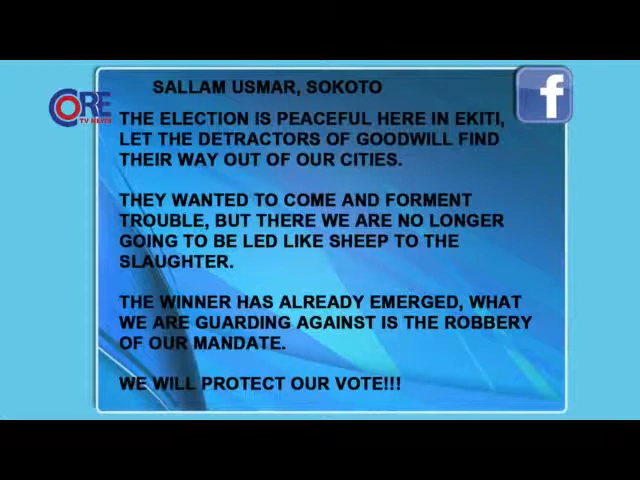 CORE
TV NEWS
f
SALLAM USMAR, SOKOTO
THE ELECTION IS PEACEFUL HERE IN EKITI,
LET THE DETRACTORS OF GOODWILL FIND
THEIR WAY OUT OF OUR CITIES.
THEY WANTED TO COME AND FORMENT
TROUBLE, BUT THERE WE ARE NO LONGER
GOING TO BE LED LIKE SHEEP TO THE
SLAUGHTER.
THE WINNER HAS ALREADY EMERGED, WHAT
WE ARE GUARDING AGAINST IS THE ROBBERY
OF OUR MANDATE.
WE WILL PROTECT OUR VOTE!!!